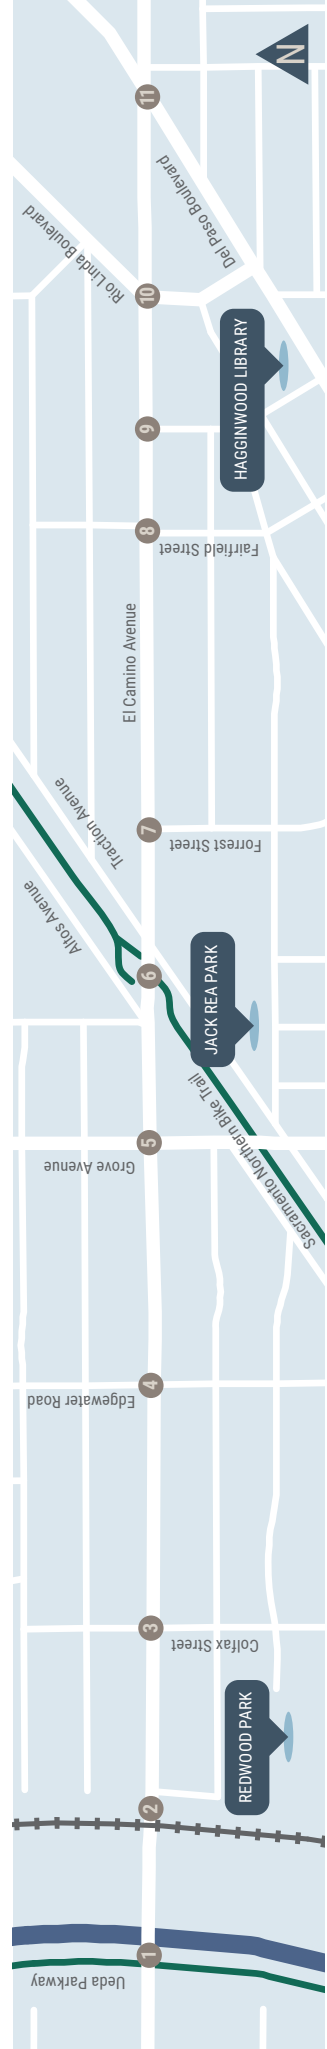 N
11
Del Paso Boulevard
Rio Linda Boulevard
10
HAGGINWOOD LIBRARY
9
8
Fairfield Street
El Camino Avenue
7
Forrest Street
Traction Avenue
Altos Avenue
6
JACK REA PARK
Sacramento Northern Bike Trail
5
Grove Avenue
4
Edgewater Road
3
Colfax Street
REDWOOD PARK
2
1
Ueda Parkway